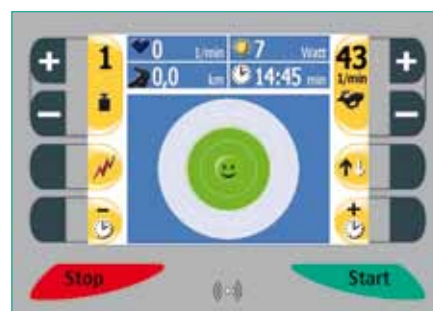 + 1 0 1/min 7 Watt 43 1/min +
0,0 km 14:45 min
− −
− +
Stop Start